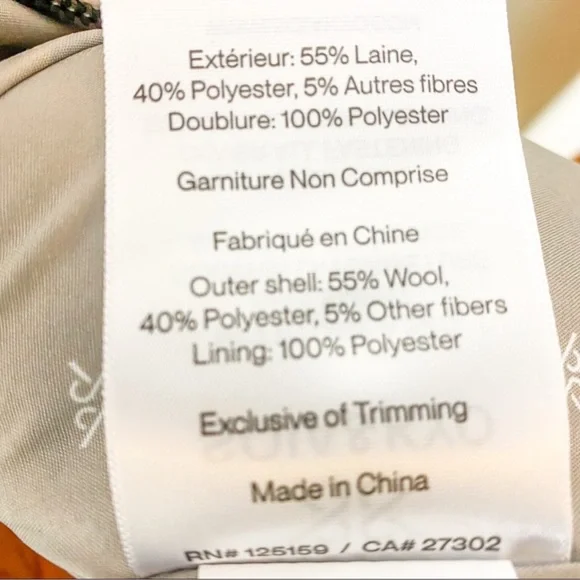 Extérieur: 55% Laine,
40% Polyester, 5% Autres fibres
Doublure: 100% Polyester
Garniture Non Comprise
Fabriqué en Chine
Outer shell: 55% Wool,
40% Polyester, 5% Other fibers
Lining: 100% Polyester
Exclusive of Trimming
Made in China
RN# 125159 / CA# 27302